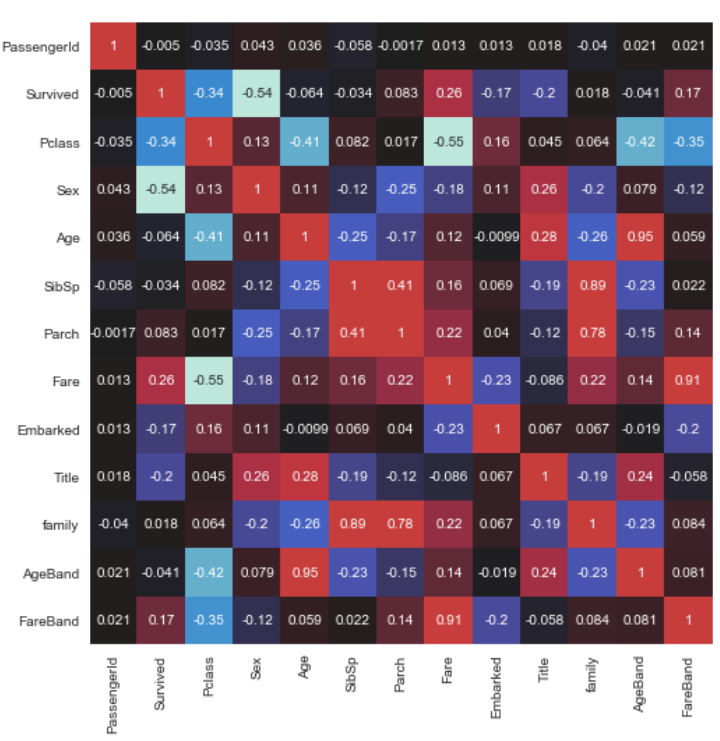 PassengerId 1 -0.005 -0.035 0.043 0.036 -0.058 -0.0017 0.013 0.013 0.018 -0.04 0.021 0.021
Survived -0.005 1 -0.34 -0.54 -0.064 -0.034 0.083 0.26 -0.17 -0.2 0.018 -0.041 0.17
Pclass -0.035 -0.34 1 0.13 -0.41 0.082 0.017 -0.55 0.16 0.045 0.064 -0.42 -0.35
Sex 0.043 -0.54 0.13 1 0.11 -0.12 -0.25 -0.18 0.11 0.26 -0.2 0.079 -0.12
Age 0.036 -0.064 -0.41 0.11 1 -0.25 -0.17 0.12 -0.0099 0.28 -0.26 0.95 0.059
SibSp -0.058 -0.034 0.082 -0.12 -0.25 1 0.41 0.16 0.069 -0.19 0.89 -0.23 0.022
Parch -0.0017 0.083 0.017 -0.25 -0.17 0.41 1 0.22 0.04 -0.12 0.78 -0.15 0.14
Fare 0.013 0.26 -0.55 -0.18 0.12 0.16 0.22 1 -0.23 -0.086 0.22 0.14 0.91
Embarked 0.013 -0.17 0.16 0.11 -0.0099 0.069 0.04 -0.23 1 0.067 0.067 -0.019 -0.2
Title 0.018 -0.2 0.045 0.26 0.28 -0.19 -0.12 -0.086 0.067 1 -0.19 0.24 -0.058
family -0.04 0.018 0.064 -0.2 -0.26 0.89 0.78 0.22 0.067 -0.19 1 -0.23 0.084
AgeBand 0.021 -0.041 -0.42 0.079 0.95 -0.23 -0.15 0.14 -0.019 0.24 -0.23 1 0.081
FareBand 0.021 0.17 -0.35 -0.12 0.059 0.022 0.14 0.91 -0.2 -0.058 0.084 0.081 1
PassengerId Survived Pclass Sex Age SibSp Parch Fare Embarked Title family AgeBand FareBand